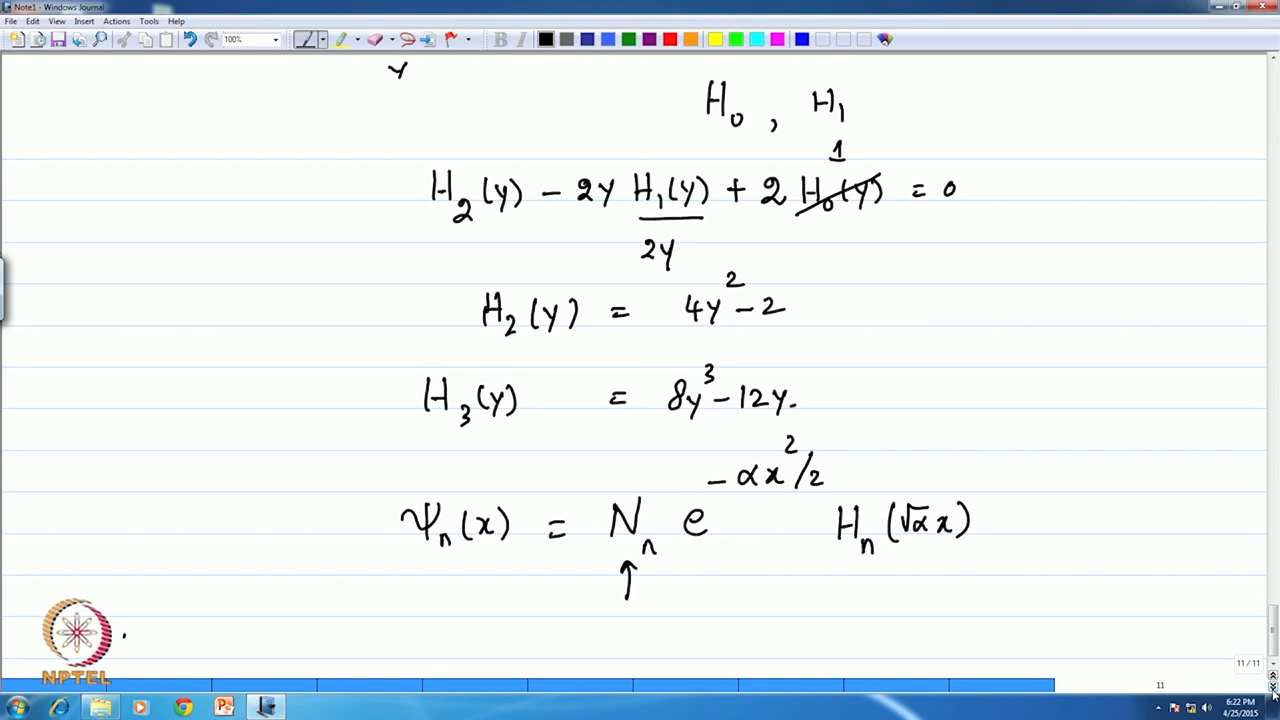 Note1 - Windows Journal
File Edit View Insert Actions Tools Help
100%
y
H₀ , H₁
1
H₂(y) − 2y H₁(y) + 2 H₀(y) = 0
2y
H₂(y) = 4y² − 2
H₃(y) = 8y³ − 12y.
ψₙ(x) = Nₙ e^(−αx²/2) Hₙ(√α x)
↑
NPTEL
11 / 11
11
6:22 PM
4/25/2015